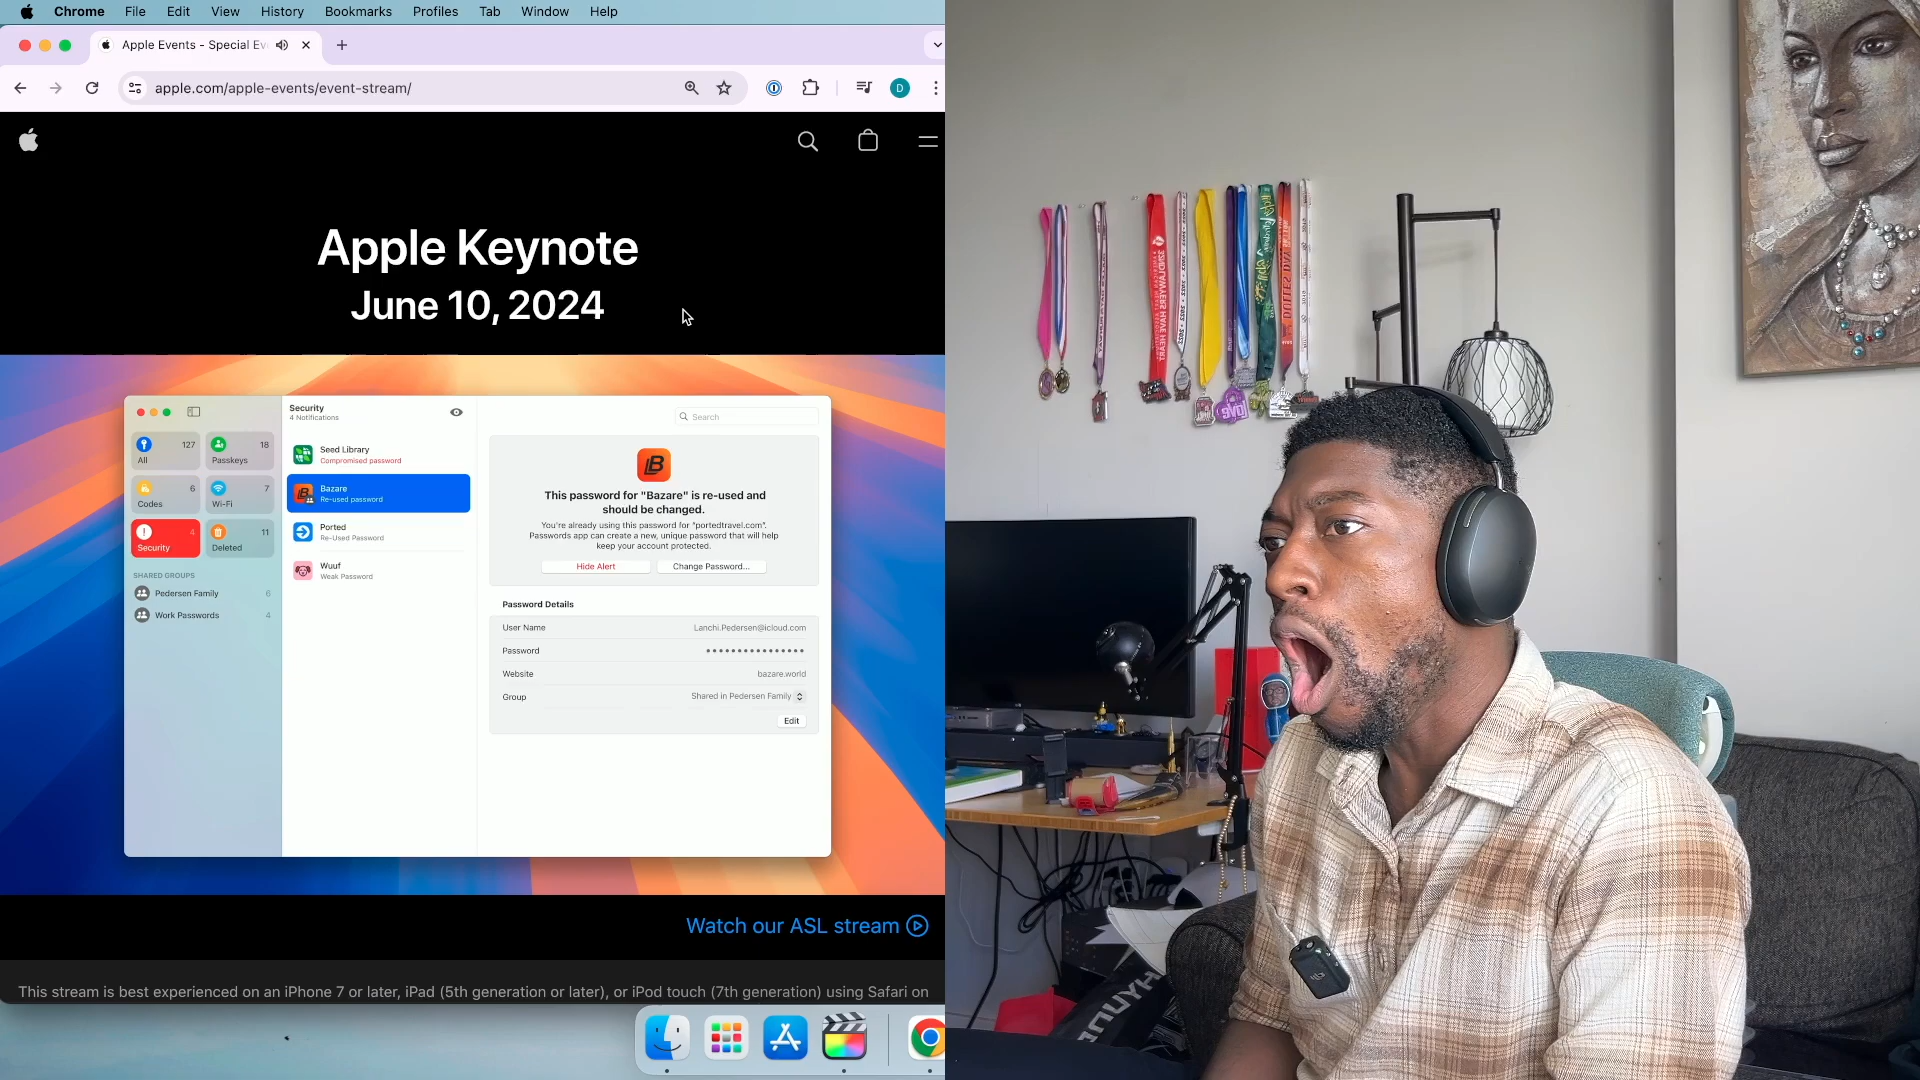 Chrome File Edit View History Bookmarks Profiles Tab Window Help
Apple Events - Special Ev
apple.com/apple-events/event-stream/
D
Apple Keynote
June 10, 2024
Security
4 Notifications
Search
127
All
18
Passkeys
6
Codes
7
Wi-Fi
4
Security
11
Deleted
SHARED GROUPS
Pedersen Family 6
Work Passwords 4
Seed Library
Compromised password
Bazare
Re-used password
Ported
Re-Used Password
Wuuf
Weak Password
B
This password for "Bazare" is re-used and
should be changed.
You're already using this password for "portedtravel.com".
Passwords app can create a new, unique password that will help
keep your account protected.
Hide Alert Change Password...
Password Details
User Name Lanchi.Pedersen@icloud.com
Password
Website bazare.world
Group Shared in Pedersen Family
Edit
Watch our ASL stream
This stream is best experienced on an iPhone 7 or later, iPad (5th generation or later), or iPod touch (7th generation) using Safari on